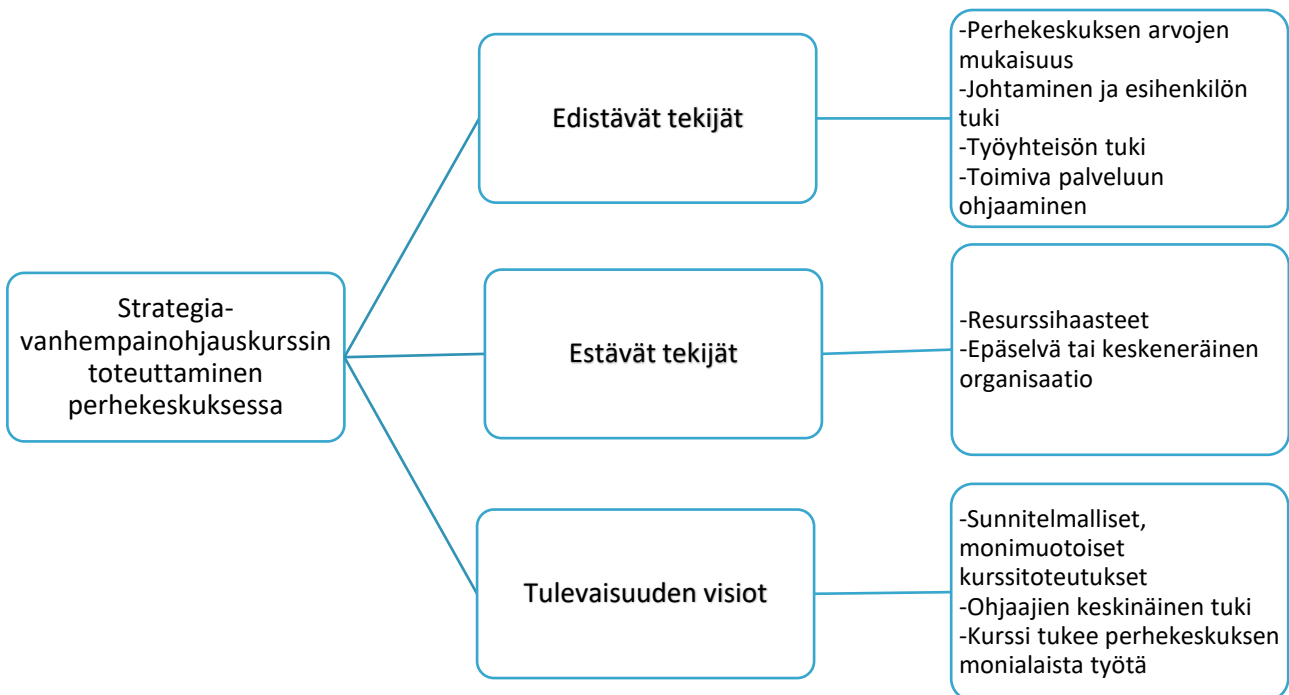 Strategia-
vanhempainohjauskurssin
toteuttaminen
perhekeskuksessa
Edistävät tekijät
-Perhekeskuksen arvojen
mukaisuus
-Johtaminen ja esihenkilön
tuki
-Työyhteisön tuki
-Toimiva palveluun
ohjaaminen
Estävät tekijät
-Resurssihaasteet
-Epäselvä tai keskeneräinen
organisaatio
Tulevaisuuden visiot
-Sunnitelmalliset,
monimuotoiset
kurssitoteutukset
-Ohjaajien keskinäinen tuki
-Kurssi tukee perhekeskuksen
monialaista työtä